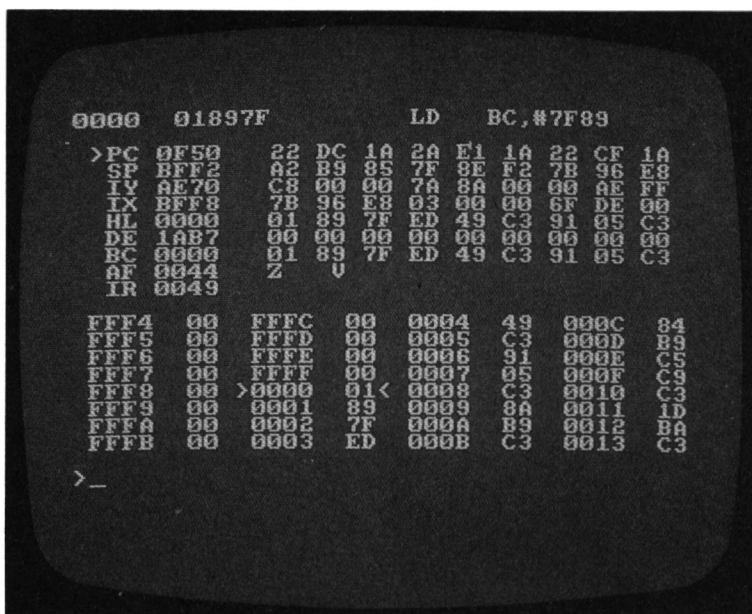 0000 01897F LD BC,#7F89
>PC 0F50 22 DC 1A 2A E1 1A 22 CF 1A
SP BFF2 A2 B9 85 7F 8E F2 7B 96 E8
IY AE70 C8 00 00 7A 8A 00 00 AE FF
IX BFF8 7B 96 E8 03 00 00 6F DE 00
HL 0000 01 89 7F ED 49 C3 91 05 C3
DE 1AB7 00 00 00 00 00 00 00 00 00
BC 0000 01 89 7F ED 49 C3 91 05 C3
AF 0044 Z V
IR 0049
FFF4 00 FFFC 00 0004 49 000C 84
FFF5 00 FFFD 00 0005 C3 000D B9
FFF6 00 FFFE 00 0006 91 000E C5
FFF7 00 FFFF 00 0007 05 000F C9
FFF8 00 >0000 01< 0008 C3 0010 C3
FFF9 00 0001 89 0009 8A 0011 1D
FFFA 00 0002 7F 000A B9 0012 BA
FFFB 00 0003 ED 000B C3 0013 C3
>_